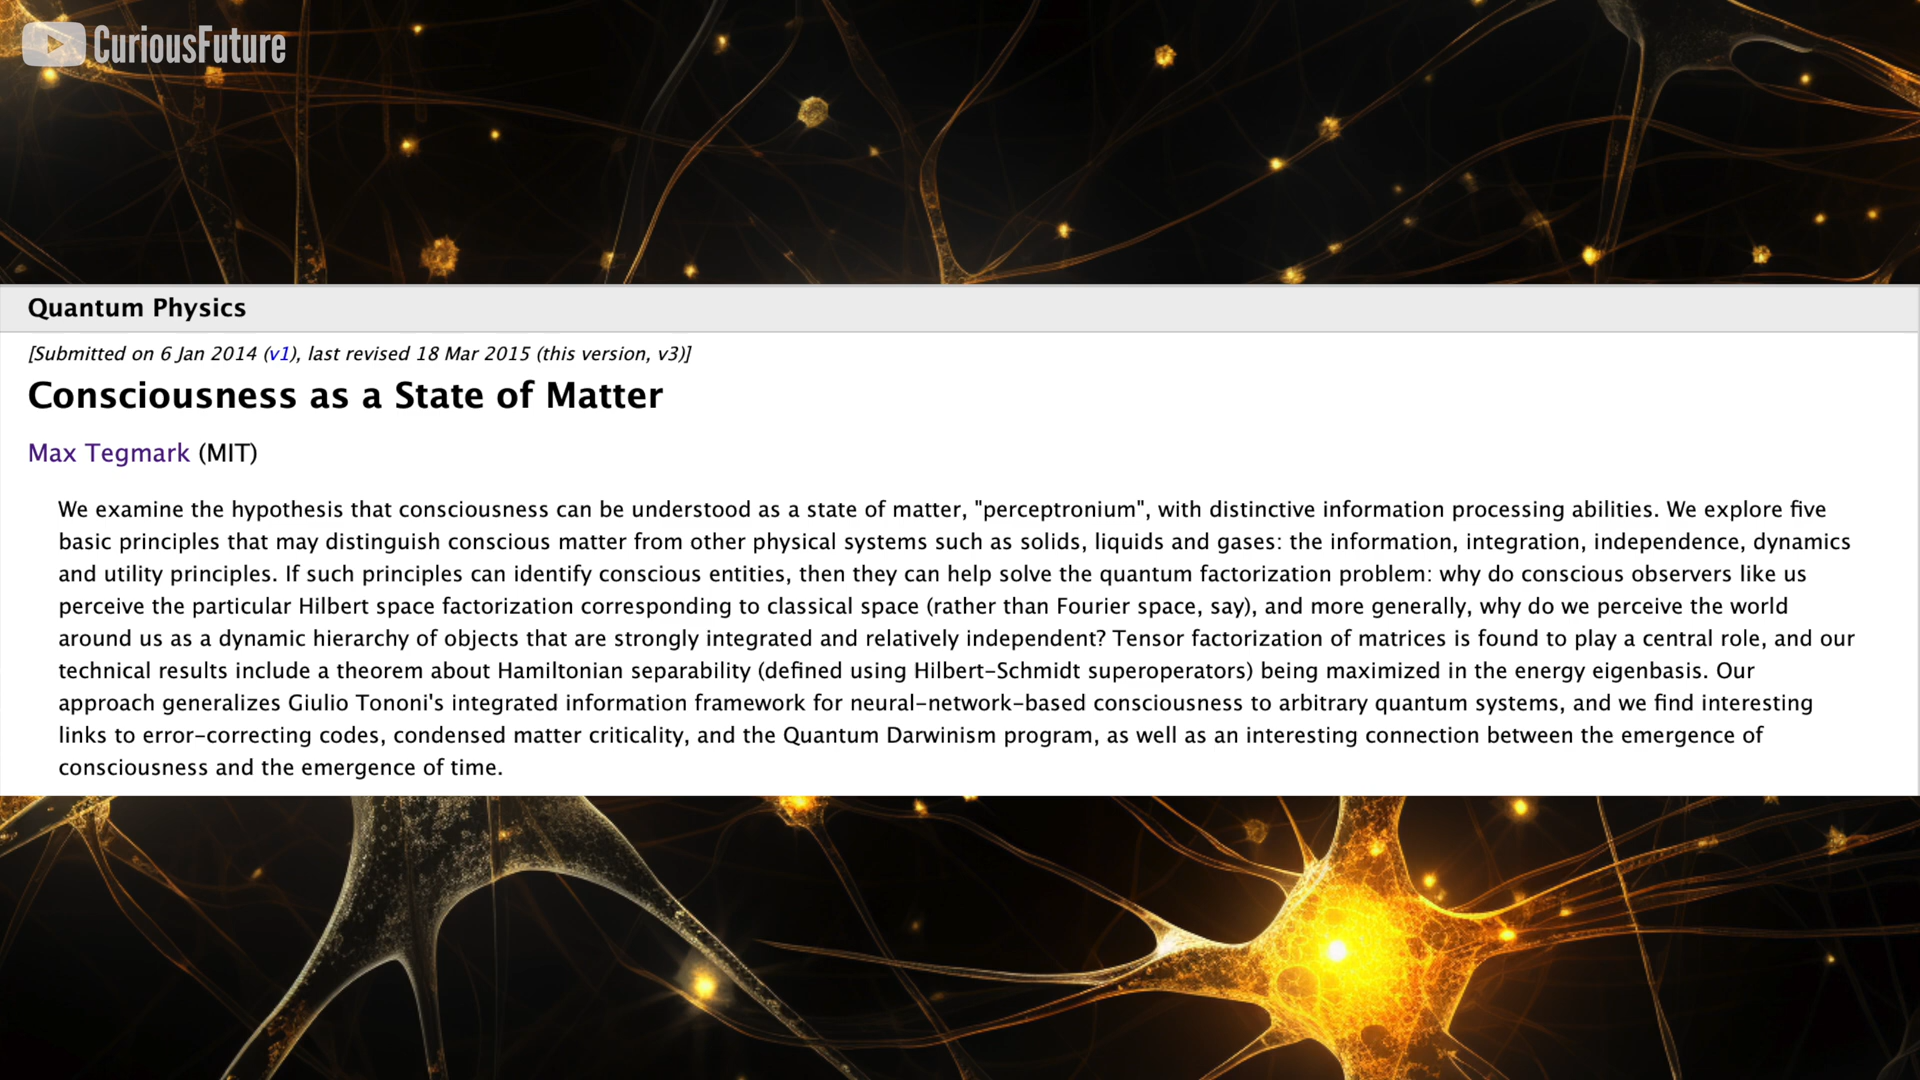 CuriousFuture
Quantum Physics
[Submitted on 6 Jan 2014 (v1), last revised 18 Mar 2015 (this version, v3)]
Consciousness as a State of Matter
Max Tegmark (MIT)
We examine the hypothesis that consciousness can be understood as a state of matter, "perceptronium", with distinctive information processing abilities. We explore five
basic principles that may distinguish conscious matter from other physical systems such as solids, liquids and gases: the information, integration, independence, dynamics
and utility principles. If such principles can identify conscious entities, then they can help solve the quantum factorization problem: why do conscious observers like us
perceive the particular Hilbert space factorization corresponding to classical space (rather than Fourier space, say), and more generally, why do we perceive the world
around us as a dynamic hierarchy of objects that are strongly integrated and relatively independent? Tensor factorization of matrices is found to play a central role, and our
technical results include a theorem about Hamiltonian separability (defined using Hilbert-Schmidt superoperators) being maximized in the energy eigenbasis. Our
approach generalizes Giulio Tononi's integrated information framework for neural-network-based consciousness to arbitrary quantum systems, and we find interesting
links to error-correcting codes, condensed matter criticality, and the Quantum Darwinism program, as well as an interesting connection between the emergence of
consciousness and the emergence of time.